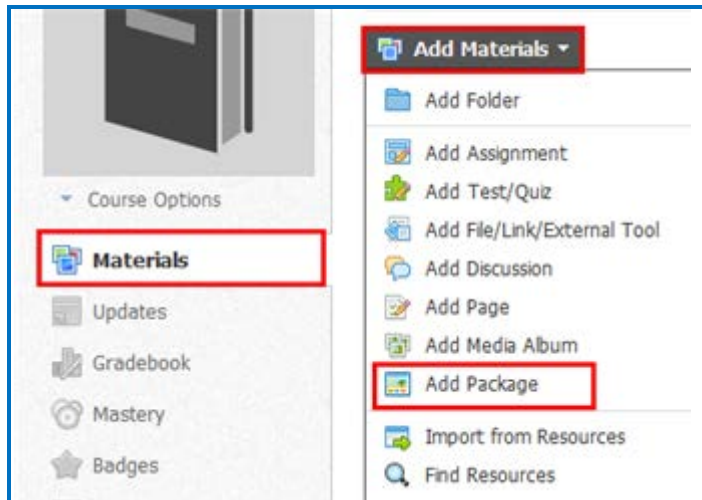 Course Options
Materials
Updates
Gradebook
Mastery
Badges
Add Materials
Add Folder
Add Assignment
Add Test/Quiz
Add File/Link/External Tool
Add Discussion
Add Page
Add Media Album
Add Package
Import from Resources
Find Resources